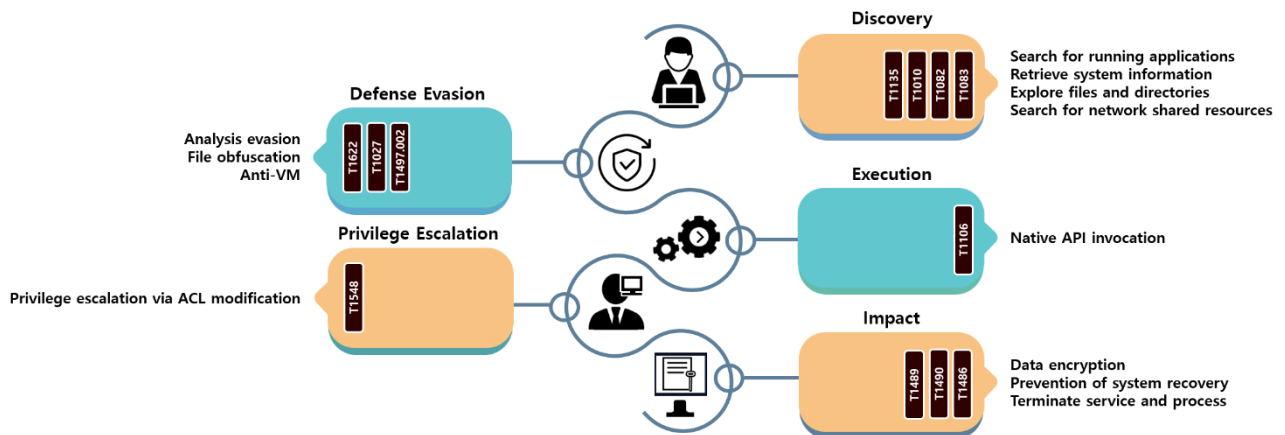 Discovery
T1135
T1010
T1082
T1083
Search for running applications
Retrieve system information
Explore files and directories
Search for network shared resources
Defense Evasion
Analysis evasion
File obfuscation
Anti-VM
T1622
T1027
T1497.002
Execution
T1106
Native API invocation
Privilege Escalation
Privilege escalation via ACL modification
T1548
Impact
T1489
T1490
T1486
Data encryption
Prevention of system recovery
Terminate service and process